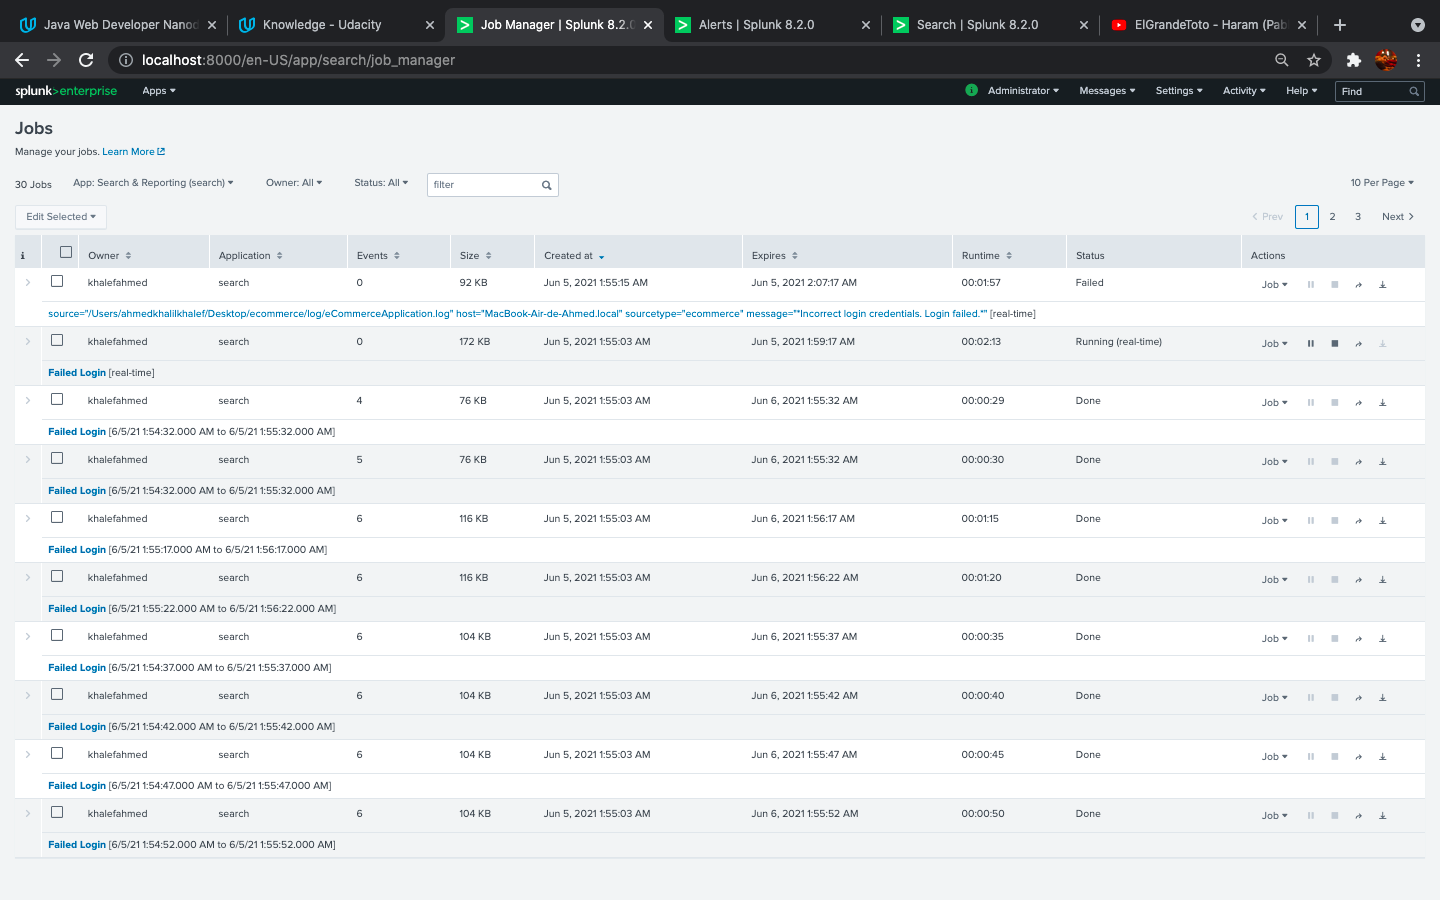 Java Web Developer Nanod
Knowledge - Udacity
Job Manager | Splunk 8.2.0
Alerts | Splunk 8.2.0
Search | Splunk 8.2.0
ElGrandeToto - Haram (Pab
localhost:8000/en-US/app/search/job_manager
splunk>enterprise Apps
Administrator Messages Settings Activity Help Find
Jobs
Manage your jobs. Learn More
30 Jobs App: Search & Reporting (search) Owner: All Status: All filter 10 Per Page
Edit Selected Prev 1 2 3 Next
i Owner Application Events Size Created at Expires Runtime Status Actions
khalefahmed search 0 92 KB Jun 5, 2021 1:55:15 AM Jun 5, 2021 2:07:17 AM 00:01:57 Failed Job
source="/Users/ahmedkhalilkhalef/Desktop/ecommerce/log/eCommerceApplication.log" host="MacBook-Air-de-Ahmed.local" sourcetype="ecommerce" message="*Incorrect login credentials. Login failed.*" [real-time]
khalefahmed search 0 172 KB Jun 5, 2021 1:55:03 AM Jun 5, 2021 1:59:17 AM 00:02:13 Running (real-time) Job
Failed Login [real-time]
khalefahmed search 4 76 KB Jun 5, 2021 1:55:03 AM Jun 6, 2021 1:55:32 AM 00:00:29 Done Job
Failed Login [6/5/21 1:54:32.000 AM to 6/5/21 1:55:32.000 AM]
khalefahmed search 5 76 KB Jun 5, 2021 1:55:03 AM Jun 6, 2021 1:55:32 AM 00:00:30 Done Job
Failed Login [6/5/21 1:54:32.000 AM to 6/5/21 1:55:32.000 AM]
khalefahmed search 6 116 KB Jun 5, 2021 1:55:03 AM Jun 6, 2021 1:56:17 AM 00:01:15 Done Job
Failed Login [6/5/21 1:55:17.000 AM to 6/5/21 1:56:17.000 AM]
khalefahmed search 6 116 KB Jun 5, 2021 1:55:03 AM Jun 6, 2021 1:56:22 AM 00:01:20 Done Job
Failed Login [6/5/21 1:55:22.000 AM to 6/5/21 1:56:22.000 AM]
khalefahmed search 6 104 KB Jun 5, 2021 1:55:03 AM Jun 6, 2021 1:55:37 AM 00:00:35 Done Job
Failed Login [6/5/21 1:54:37.000 AM to 6/5/21 1:55:37.000 AM]
khalefahmed search 6 104 KB Jun 5, 2021 1:55:03 AM Jun 6, 2021 1:55:42 AM 00:00:40 Done Job
Failed Login [6/5/21 1:54:42.000 AM to 6/5/21 1:55:42.000 AM]
khalefahmed search 6 104 KB Jun 5, 2021 1:55:03 AM Jun 6, 2021 1:55:47 AM 00:00:45 Done Job
Failed Login [6/5/21 1:54:47.000 AM to 6/5/21 1:55:47.000 AM]
khalefahmed search 6 104 KB Jun 5, 2021 1:55:03 AM Jun 6, 2021 1:55:52 AM 00:00:50 Done Job
Failed Login [6/5/21 1:54:52.000 AM to 6/5/21 1:55:52.000 AM]